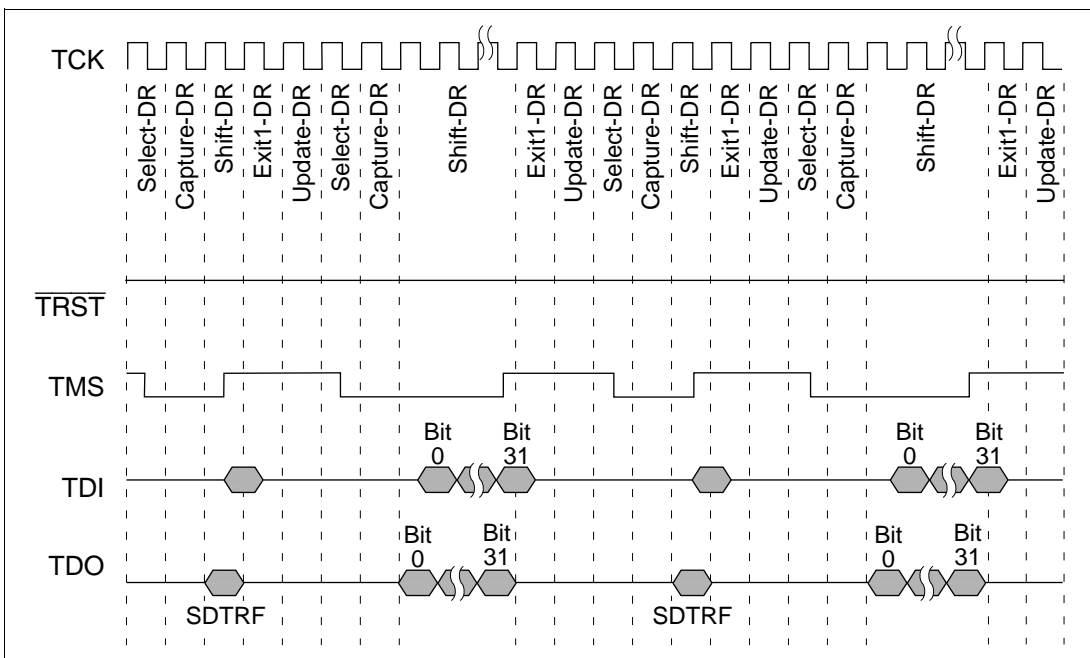 TCK
Select-DR
Capture-DR
Shift-DR
Exit1-DR
Update-DR
Select-DR
Capture-DR
Shift-DR
Exit1-DR
Update-DR
Select-DR
Capture-DR
Shift-DR
Exit1-DR
Update-DR
Select-DR
Capture-DR
Shift-DR
Exit1-DR
Update-DR
TRST
TMS
Bit 0
Bit 31
Bit 0
Bit 31
TDI
Bit 0
Bit 31
Bit 0
Bit 31
TDO
SDTRF
SDTRF